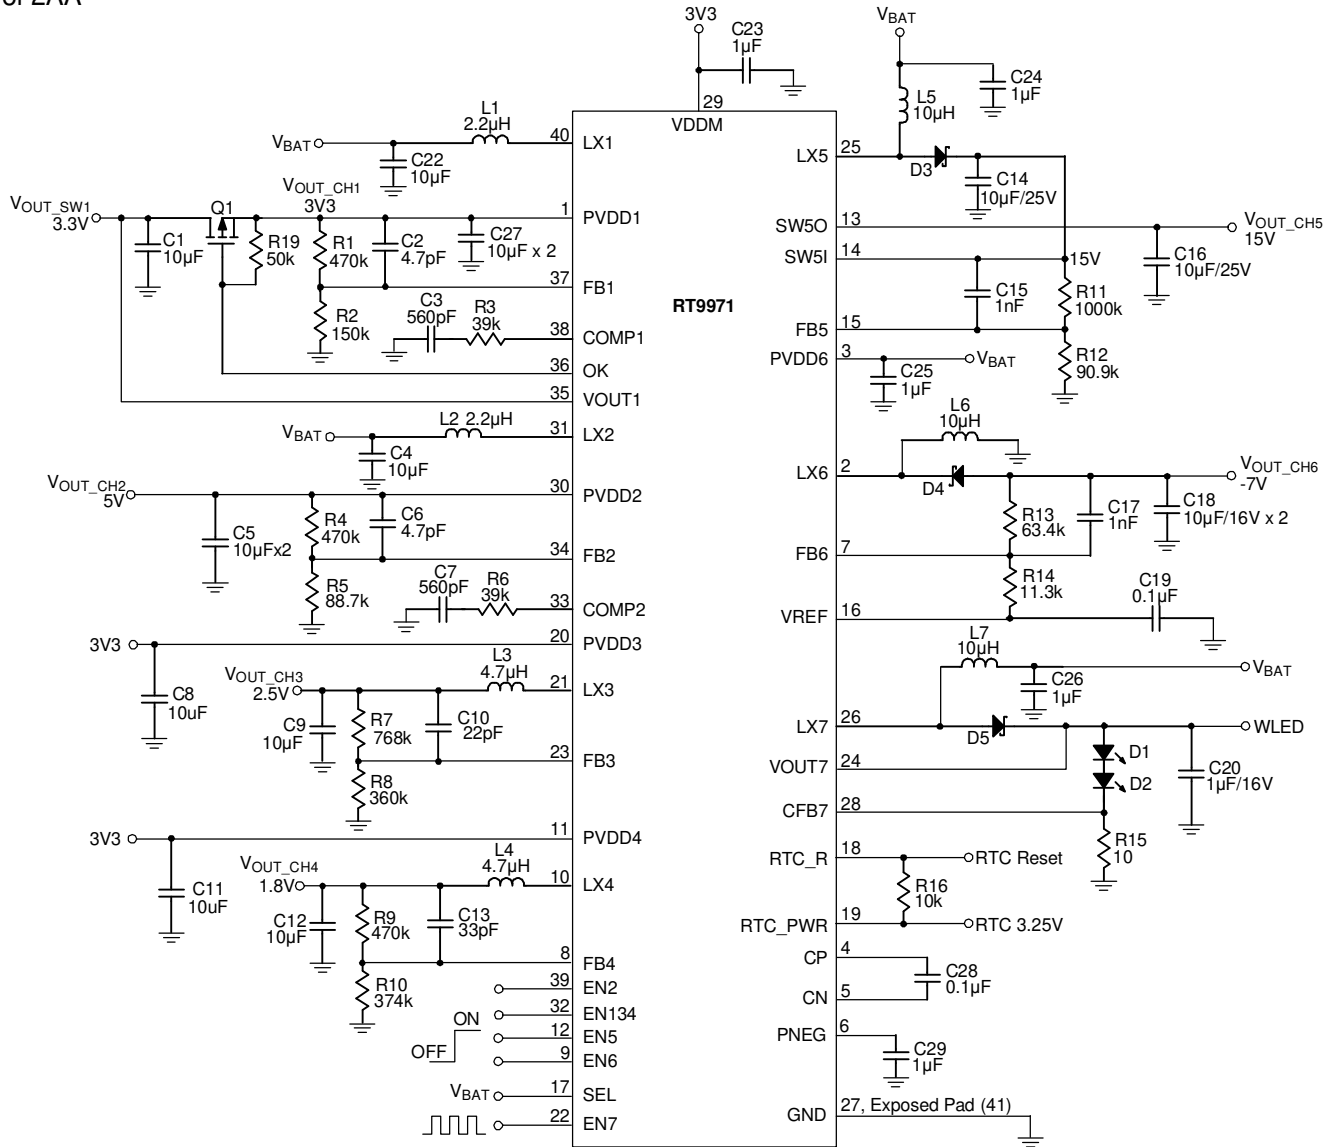 3V3
C23
1µF
VBAT
C24
1µF
L5
10µH
29
VDDM
L1
2.2µH
VBAT
40
LX1
C22
10µF
25
LX5
D3
C14
10µF/25V
VOUT_SW1
3.3V
Q1
VOUT_CH1
3V3
1
PVDD1
C1
10µF
R19
50k
R1
470k
C2
4.7pF
C27
10µF x 2
13
SW5O
VOUT_CH5
15V
C16
10µF/25V
14
SW5I
15V
37
FB1
R2
150k
C3
560pF
R3
39k
38
COMP1
RT9971
C15
1nF
R11
1000k
15
FB5
3
PVDD6
VBAT
R12
90.9k
C25
1µF
36
OK
35
VOUT1
L2 2.2µH
VBAT
31
LX2
C4
10µF
L6
10µH
2
LX6
D4
VOUT_CH6
-7V
VOUT_CH2
5V
30
PVDD2
C5
10µFx2
R4
470k
C6
4.7pF
R13
63.4k
C17
1nF
C18
10µF/16V x 2
34
FB2
7
FB6
R5
88.7k
C7
560pF
R6
39k
33
COMP2
R14
11.3k
C19
0.1µF
16
VREF
3V3
20
PVDD3
C8
10uF
VOUT_CH3
2.5V
L3
4.7µH
21
LX3
L7
10µH
VBAT
C26
1µF
C9
10µF
R7
768k
C10
22pF
26
LX7
D5
WLED
23
FB3
24
VOUT7
D1
D2
C20
1µF/16V
R8
360k
28
CFB7
3V3
11
PVDD4
R15
10
C11
10uF
VOUT_CH4
1.8V
L4
4.7µH
10
LX4
18
RTC_R
RTC Reset
R16
10k
C12
10µF
R9
470k
C13
33pF
19
RTC_PWR
RTC 3.25V
8
FB4
4
CP
R10
374k
39
EN2
C28
0.1µF
5
CN
ON
OFF
32
EN134
12
EN5
9
EN6
6
PNEG
C29
1µF
VBAT
17
SEL
22
EN7
GND
27, Exposed Pad (41)